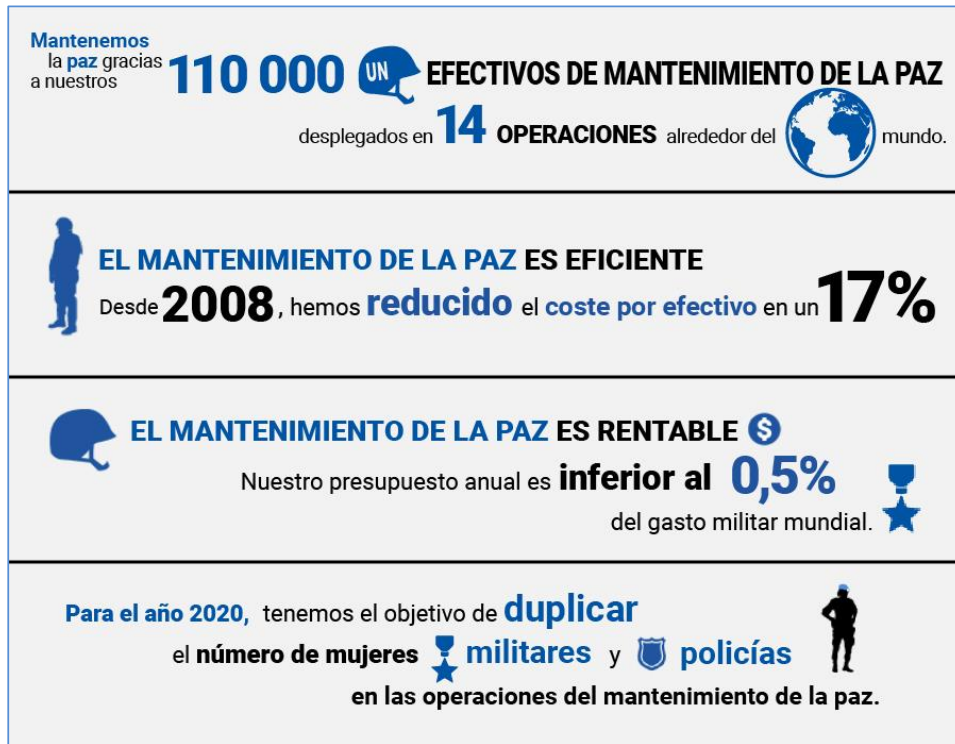 Mantenemos
la paz gracias
a nuestros
110 000 UN EFECTIVOS DE MANTENIMIENTO DE LA PAZ
desplegados en 14 OPERACIONES alrededor del mundo.
EL MANTENIMIENTO DE LA PAZ ES EFICIENTE
Desde 2008, hemos reducido el coste por efectivo en un 17%
EL MANTENIMIENTO DE LA PAZ ES RENTABLE $
Nuestro presupuesto anual es inferior al 0,5%
del gasto militar mundial.
Para el año 2020, tenemos el objetivo de duplicar
el número de mujeres militares y policías
en las operaciones del mantenimiento de la paz.